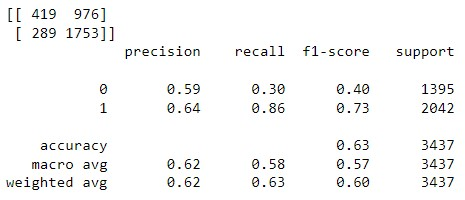 [[ 419  976]
 [ 289 1753]]
              precision    recall  f1-score   support

           0       0.59      0.30      0.40      1395
           1       0.64      0.86      0.73      2042

    accuracy                           0.63      3437
   macro avg       0.62      0.58      0.57      3437
weighted avg       0.62      0.63      0.60      3437